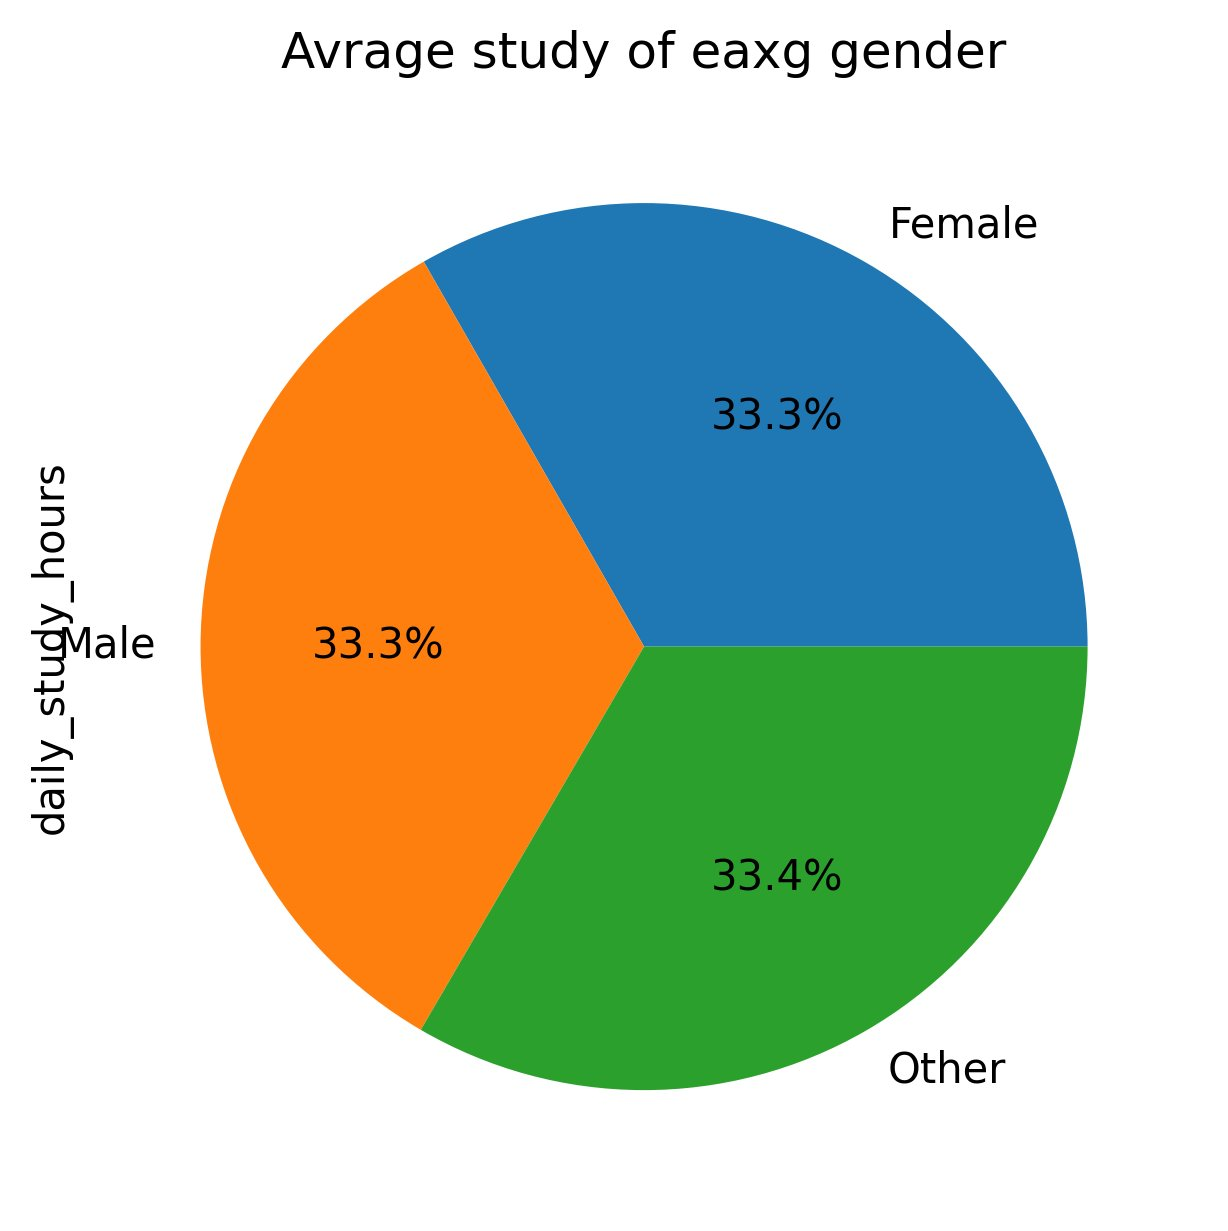 Avrage study of eaxg gender
Female
33.3%
daily_study_hours
Male
33.3%
33.4%
Other